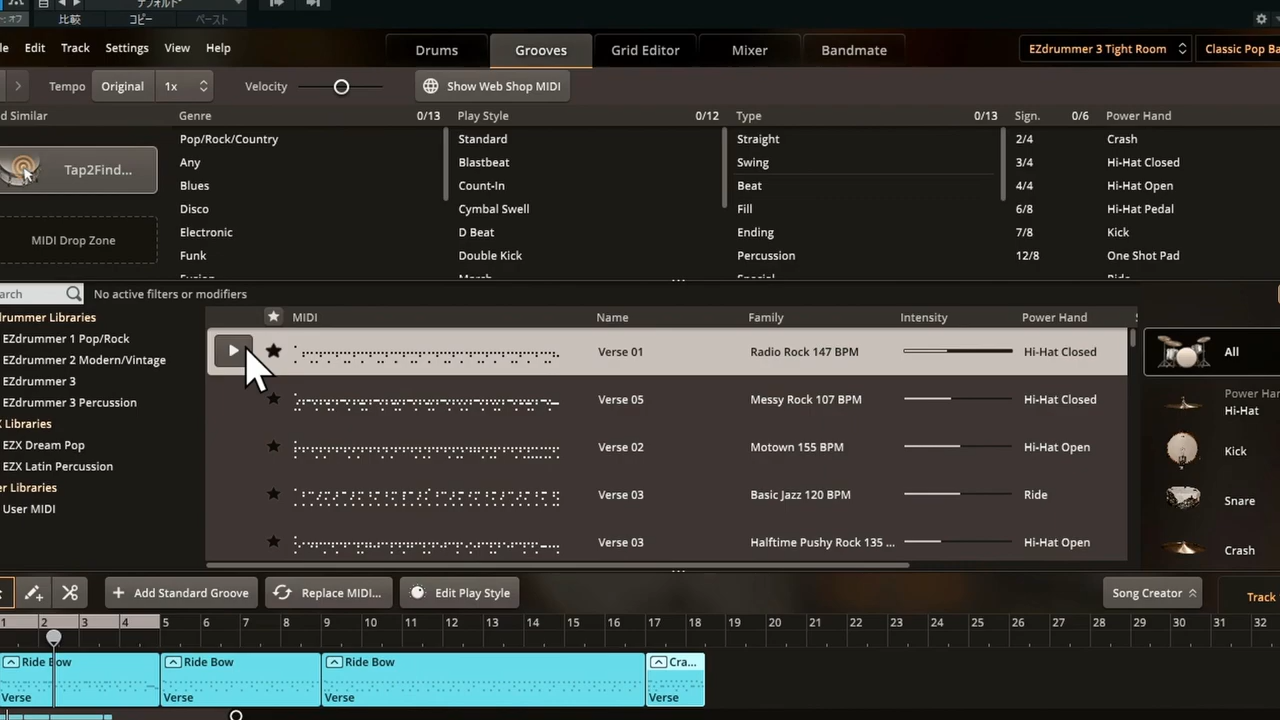 デフォルト
オフ 比較 コピー ペースト
Edit Track Settings View Help Drums Grooves Grid Editor Mixer Bandmate EZdrummer 3 Tight Room Classic Pop Ba
Tempo Original 1x Velocity Show Web Shop MIDI
d Similar Genre 0/13 Play Style 0/12 Type 0/13 Sign. 0/6 Power Hand
Pop/Rock/Country Standard Straight 2/4 Crash
Tap2Find... Any Blastbeat Swing 3/4 Hi-Hat Closed
Blues Count-In Beat 4/4 Hi-Hat Open
Disco Cymbal Swell Fill 6/8 Hi-Hat Pedal
MIDI Drop Zone Electronic D Beat Ending 7/8 Kick
Funk Double Kick Percussion 12/8 One Shot Pad
arch No active filters or modifiers
rummer Libraries MIDI Name Family Intensity Power Hand
EZdrummer 1 Pop/Rock Verse 01 Radio Rock 147 BPM Hi-Hat Closed All
EZdrummer 2 Modern/Vintage
EZdrummer 3 Verse 05 Messy Rock 107 BPM Hi-Hat Closed Power Har
EZdrummer 3 Percussion Hi-Hat
X Libraries
EZX Dream Pop Verse 02 Motown 155 BPM Hi-Hat Open Kick
EZX Latin Percussion
er Libraries Verse 03 Basic Jazz 120 BPM Ride Snare
User MIDI
Verse 03 Halftime Pushy Rock 135 ... Hi-Hat Open Crash
Add Standard Groove Replace MIDI... Edit Play Style Song Creator Track
1 2 3 4 5 6 7 8 9 10 11 12 13 14 15 16 17 18 19 20 21 22 23 24 25 26 27 28 29 30 31 32
Ride Bow Ride Bow Ride Bow Cra...
Verse Verse Verse Verse